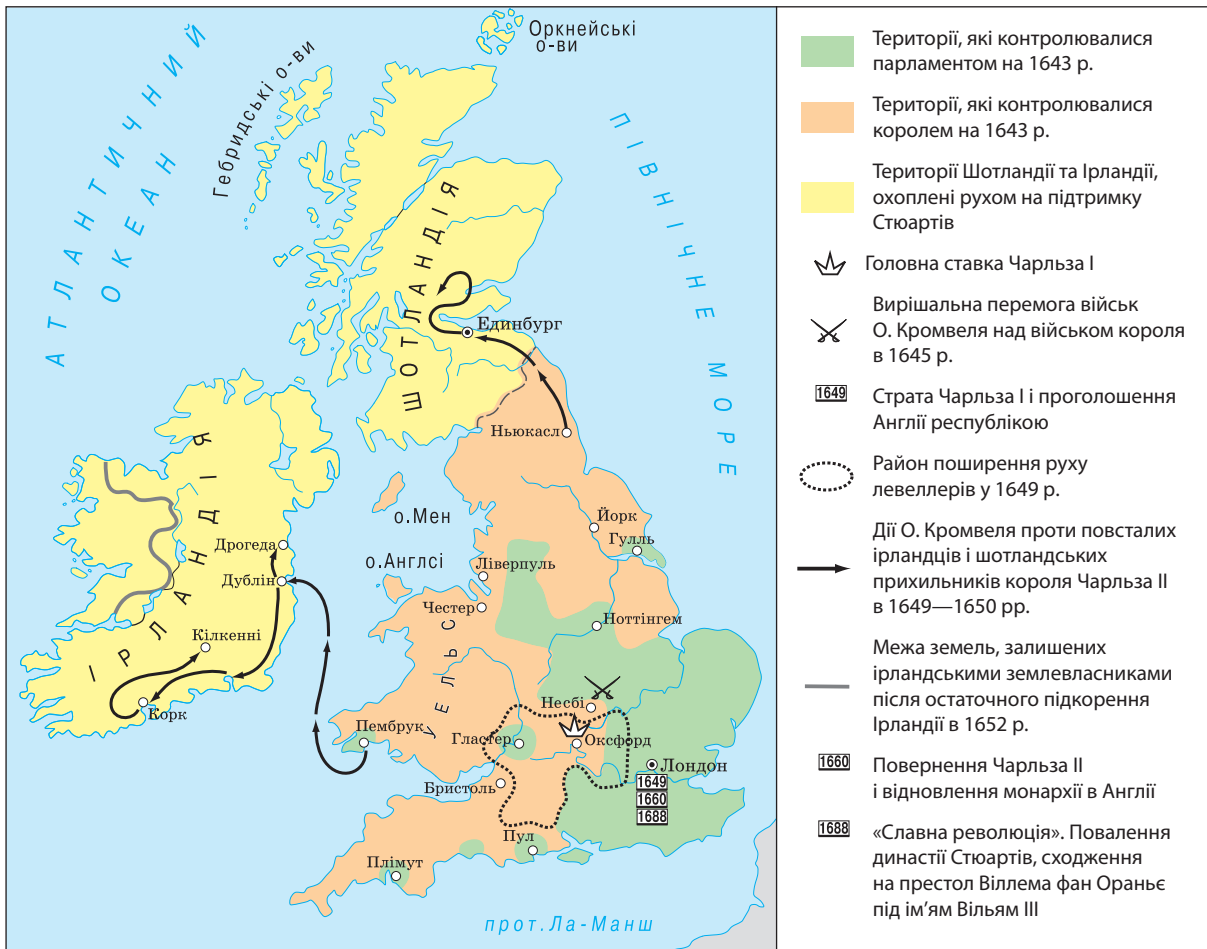 АТЛАНТИЧНИЙ
ОКЕАН
Гебридські о-ви
Оркнейські
о-ви
ПІВНІЧНЕ МОРЕ
ШОТЛАНДІЯ
Единбург
Ньюкасл
ІРЛАНДІЯ
Дрогеда
Дублін
Кілкенні
Корк
о.Мен
о.Англсі
Йорк
Гулль
Ліверпуль
Честер
Ноттінгем
УЕЛЬС
Несбі
Пембрук
Гластер
Оксфорд
Лондон
1649
1660
1688
Бристоль
Пул
Плімут
прот.Ла-Манш
Території, які контролювалися
парламентом на 1643 р.
Території, які контролювалися
королем на 1643 р.
Території Шотландії та Ірландії,
охоплені рухом на підтримку
Стюартів
Головна ставка Чарльза І
Вирішальна перемога військ
О. Кромвеля над військом короля
в 1645 р.
1649
Страта Чарльза І і проголошення
Англії республікою
Район поширення руху
левеллерів у 1649 р.
Дії О. Кромвеля проти повсталих
ірландців і шотландських
прихильників короля Чарльза ІІ
в 1649—1650 рр.
Межа земель, залишених
ірландськими землевласниками
після остаточного підкорення
Ірландії в 1652 р.
1660
Повернення Чарльза ІІ
і відновлення монархії в Англії
1688
«Славна революція». Повалення
династії Стюартів, сходження
на престол Віллема фан Ораньє
під ім’ям Вільям ІІІ